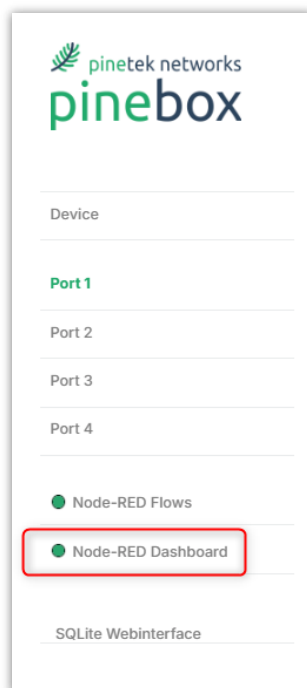 pinetek networks
pinebox
Device
Port 1
Port 2
Port 3
Port 4
Node-RED Flows
Node-RED Dashboard
SQLite Webinterface